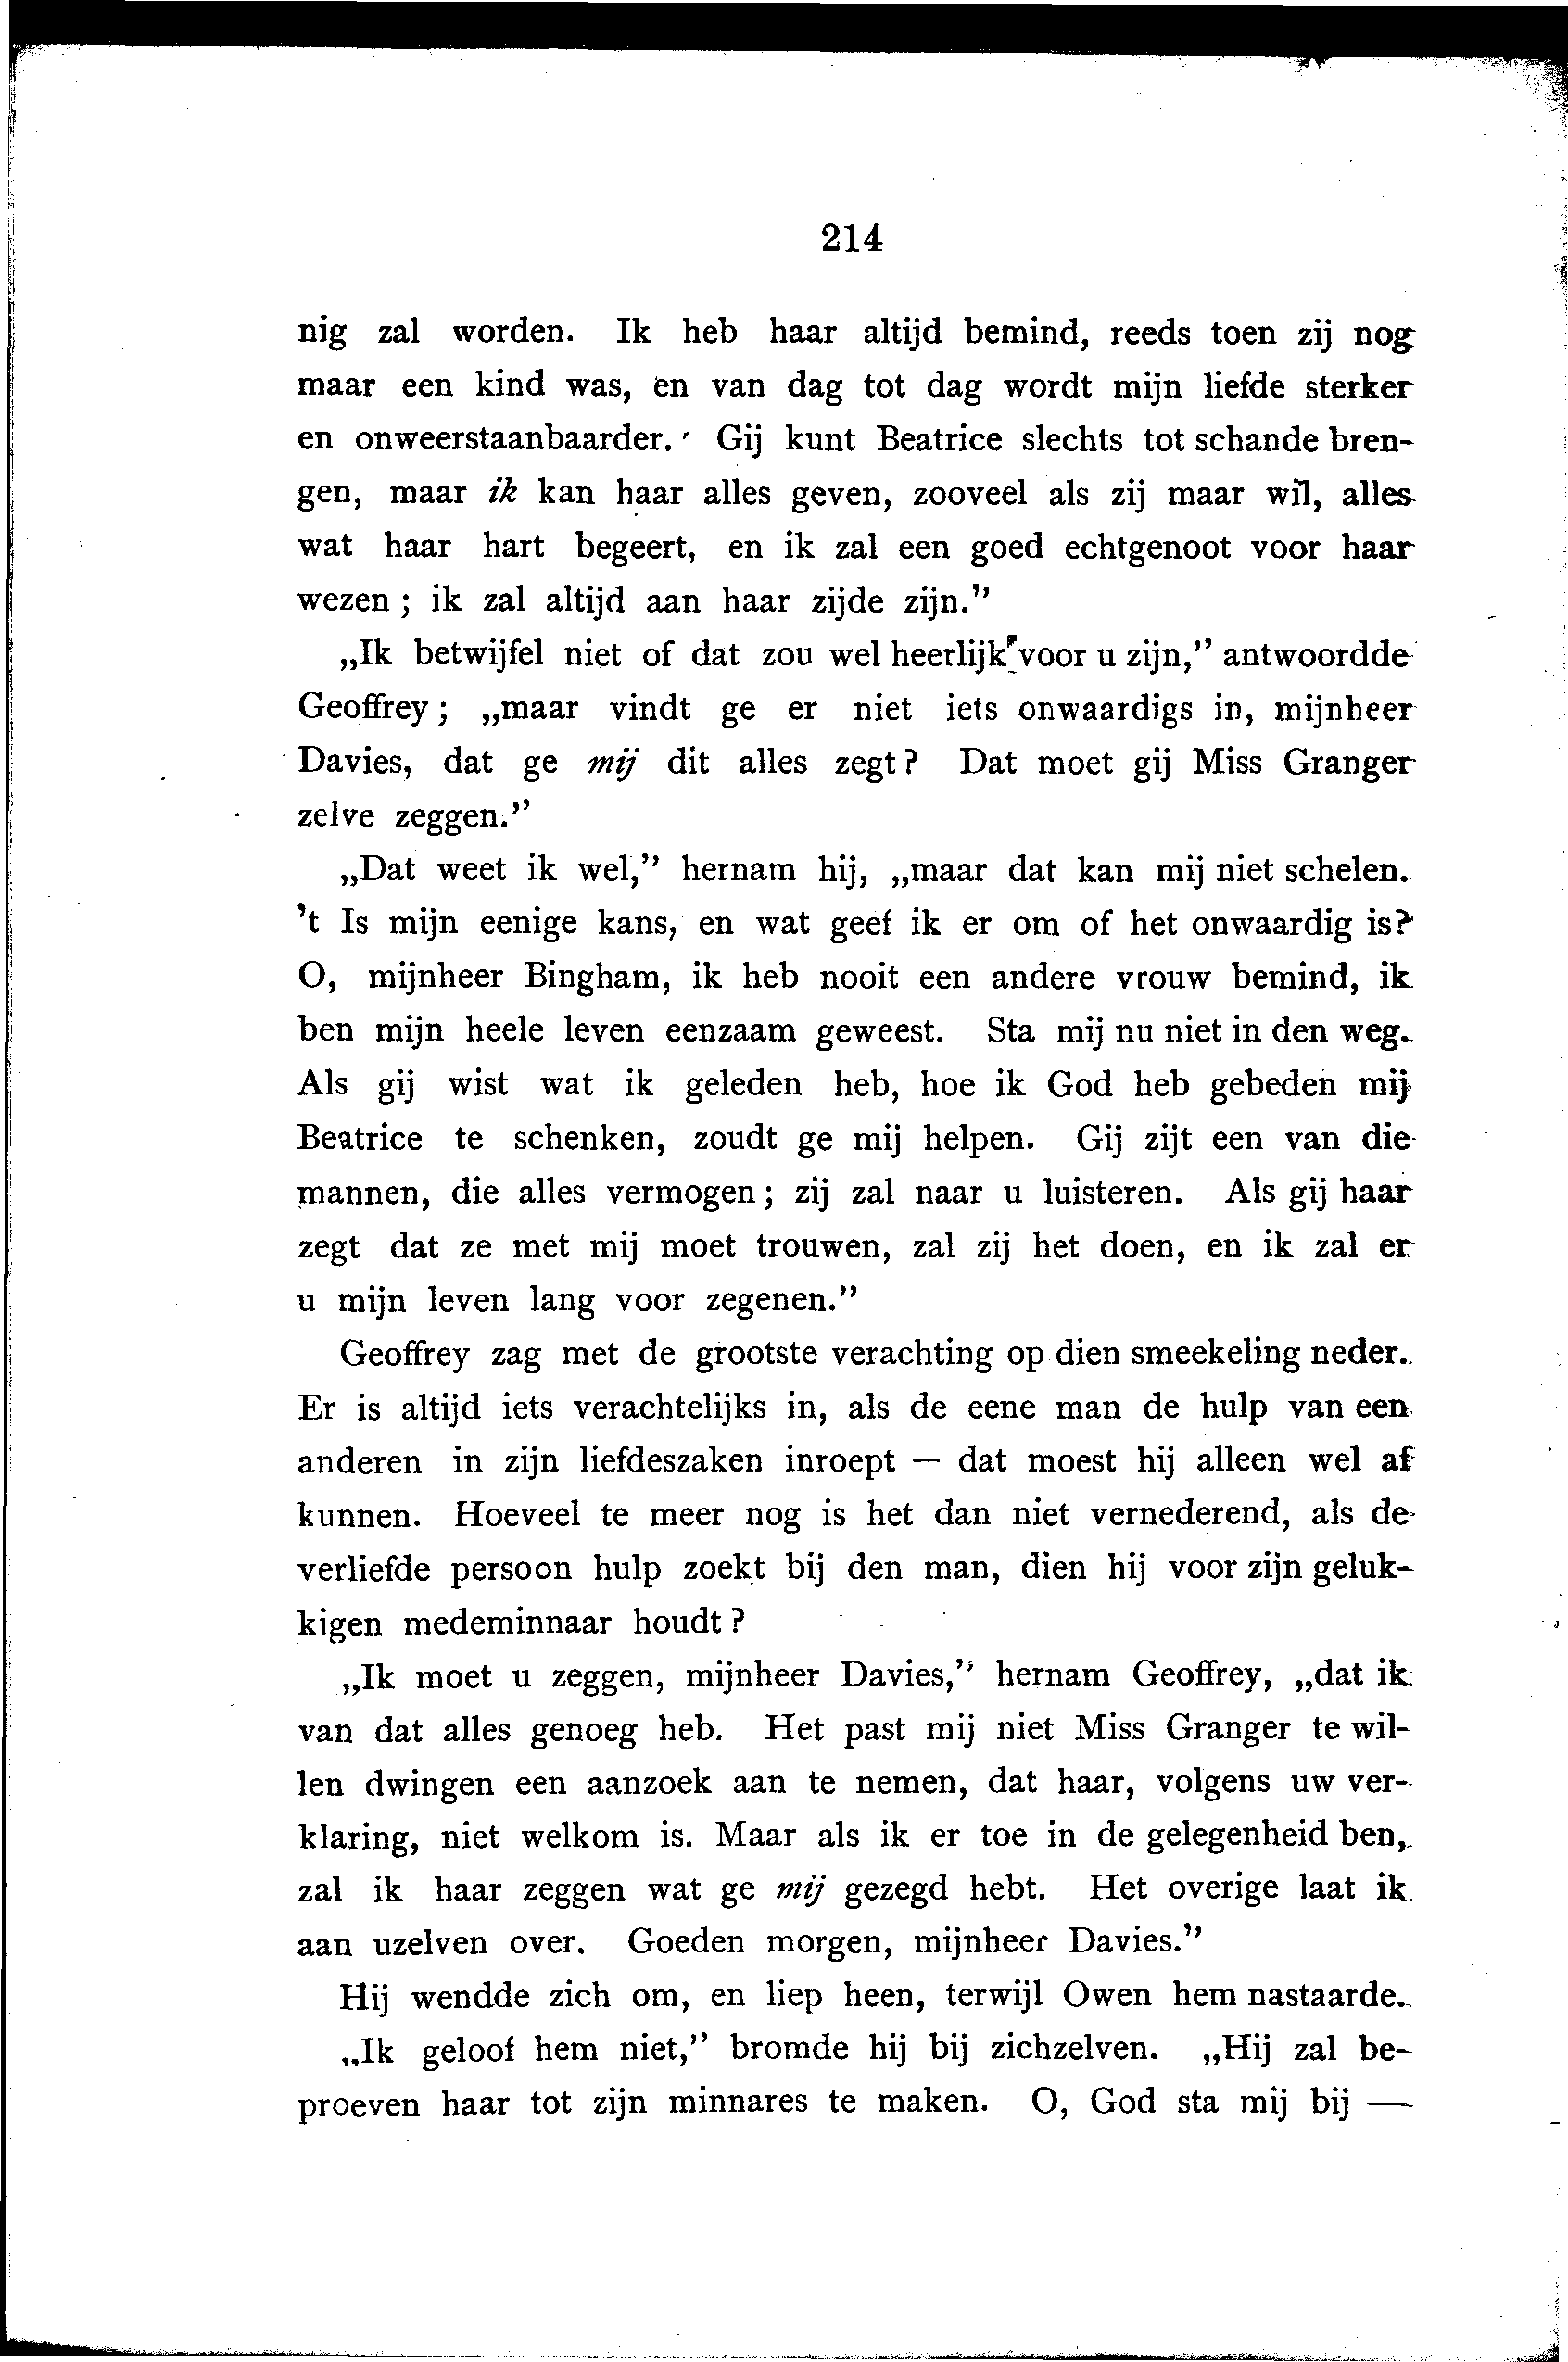 214
nig zal worden. Ik heb haar altijd bemind, reeds toen zij nog
maar een kind was, en van dag tot dag wordt mijn liefde sterker
en onweerstaanbaarder. Gij kunt Beatrice slechts tot schande bren-
gen, maar ik kan haar alles geven, zooveel als zij maar wil, alles
wat haar hart begeert, en ik zal een goed echtgenoot voor haar
wezen; ik zal altijd aan haar zijde zijn.”
„Ik betwijfel niet of dat zou wel heerlijk voor u zijn,” antwoordde
Geoffrey; „maar vindt ge er niet iets onwaardigs in, mijnheer
Davies, dat ge mij dit alles zegt? Dat moet gij Miss Granger
zelve zeggen.”
„Dat weet ik wel,” hernam hij, „maar dat kan mij niet schelen.
't Is mijn eenige kans, en wat geef ik er om of het onwaardig is?
O, mijnheer Bingham, ik heb nooit een andere vrouw bemind, ik
ben mijn heele leven eenzaam geweest. Sta mij nu niet in den weg.
Als gij wist wat ik geleden heb, hoe ik God heb gebeden mij
Beatrice te schenken, zoudt ge mij helpen. Gij zijt een van die
mannen, die alles vermogen; zij zal naar u luisteren. Als gij haar
zegt dat ze met mij moet trouwen, zal zij het doen, en ik zal er
u mijn leven lang voor zegenen.”
Geoffrey zag met de grootste verachting op dien smeekeling neder.
Er is altijd iets verachtelijks in, als de eene man de hulp van een
anderen in zijn liefdeszaken inroept — dat moest hij alleen wel af
kunnen. Hoeveel te meer nog is het dan niet vernederend, als de
verliefde persoon hulp zoekt bij den man, dien hij voor zijn geluk-
kigen medeminnaar houdt?
„Ik moet u zeggen, mijnheer Davies,” hernam Geoffrey, „dat ik
van dat alles genoeg heb. Het past mij niet Miss Granger te wil-
len dwingen een aanzoek aan te nemen, dat haar, volgens uw ver-
klaring, niet welkom is. Maar als ik er toe in de gelegenheid ben,
zal ik haar zeggen wat ge mij gezegd hebt. Het overige laat ik
aan uzelven over. Goeden morgen, mijnheer Davies.”
Hij wendde zich om, en liep heen, terwijl Owen hem nastaarde.
„Ik geloof hem niet,” bromde hij bij zichzelven. „Hij zal be-
proeven haar tot zijn minnares te maken. O, God sta mij bij —